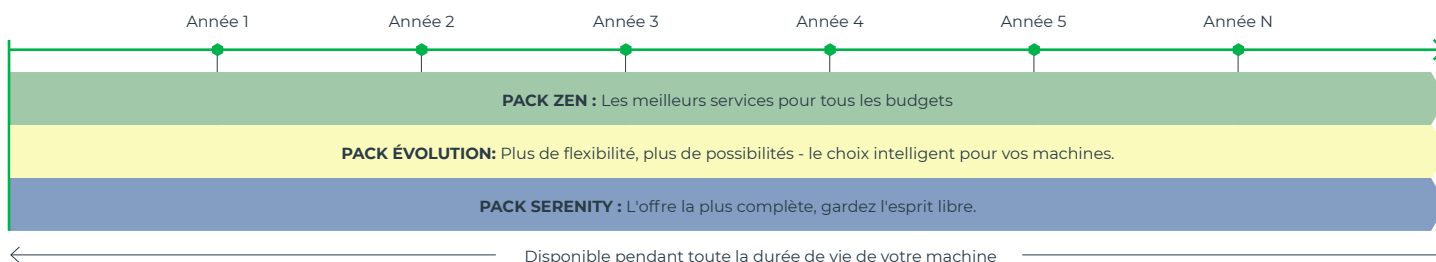 Année 1 Année 2 Année 3 Année 4 Année 5 Année N
PACK ZEN : Les meilleurs services pour tous les budgets
PACK ÉVOLUTION: Plus de flexibilité, plus de possibilités - le choix intelligent pour vos machines.
PACK SERENITY : L'offre la plus complète, gardez l'esprit libre.
Disponible pendant toute la durée de vie de votre machine